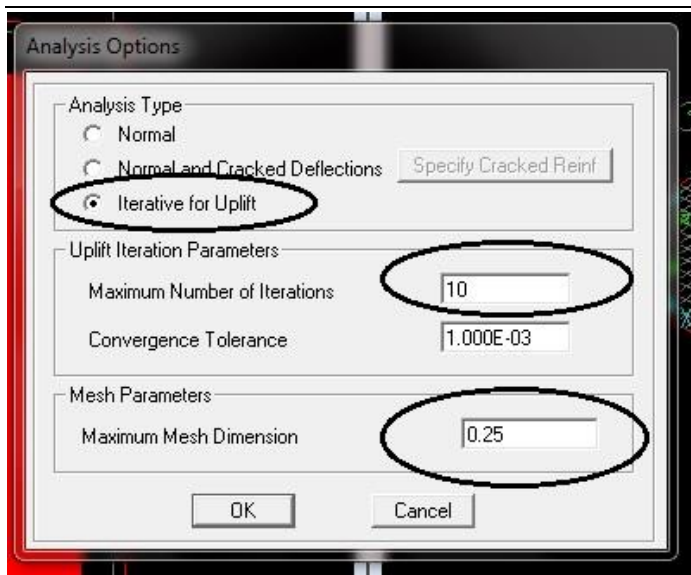 Analysis Options
Analysis Type
Normal
Normal and Cracked Deflections
Specify Cracked Reinf
Iterative for Uplift
Uplift Iteration Parameters
Maximum Number of Iterations 10
Convergence Tolerance 1.000E-03
Mesh Parameters
Maximum Mesh Dimension 0.25
OK Cancel